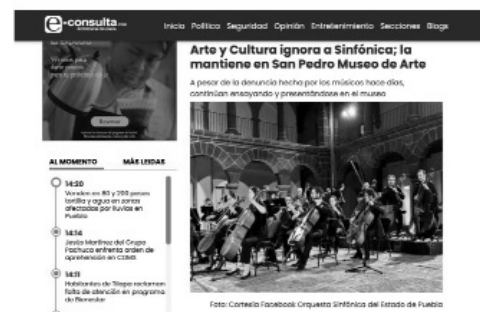 e-consulta.com
Inicio Política Seguridad Opinión Entretenimiento Secciones Blogs
Arte y Cultura ignora a Sinfónica; la
mantiene en San Pedro Museo de Arte
A pesar de la denuncia hecha por los músicos hace días,
continúan ensayando y presentándose en el museo
Reservar
AL MOMENTO MÁS LEIDAS
14:20
Venden en 80 y 200 pesos
tortilla y agua en zonas
afectadas por lluvias en
Puebla
14:14
Jesús Martínez del Grupo
Pachuca enfrenta orden de
aprehensión en CDMX
14:11
Habitantes de Tilapa reclaman
falta de atención en programa
de Bienestar
Foto: Cortesía Facebook Orquesta Sinfónica del Estado de Puebla